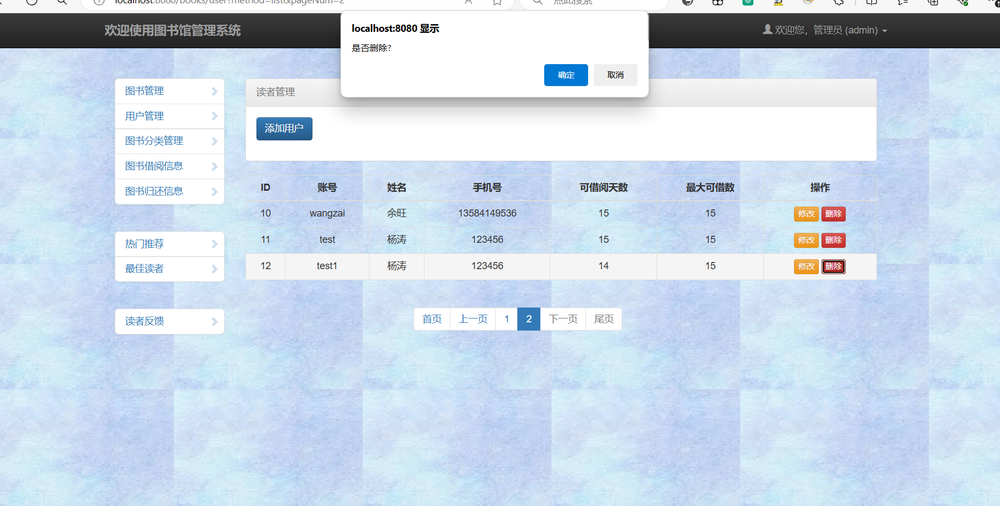 localhost:8080/books/user?method=list&pageNum=2
点此搜索
欢迎使用图书馆管理系统
欢迎您，管理员 (admin)
localhost:8080 显示
是否删除?
确定
取消
图书管理
用户管理
图书分类管理
图书借阅信息
图书归还信息
热门推荐
最佳读者
读者反馈
读者管理
添加用户
ID 账号 姓名 手机号 可借阅天数 最大可借数 操作
10 wangzai 余旺 13584149536 15 15 修改 删除
11 test 杨涛 123456 15 15 修改 删除
12 test1 杨涛 123456 14 15 修改 删除
首页 上一页 1 2 下一页 尾页